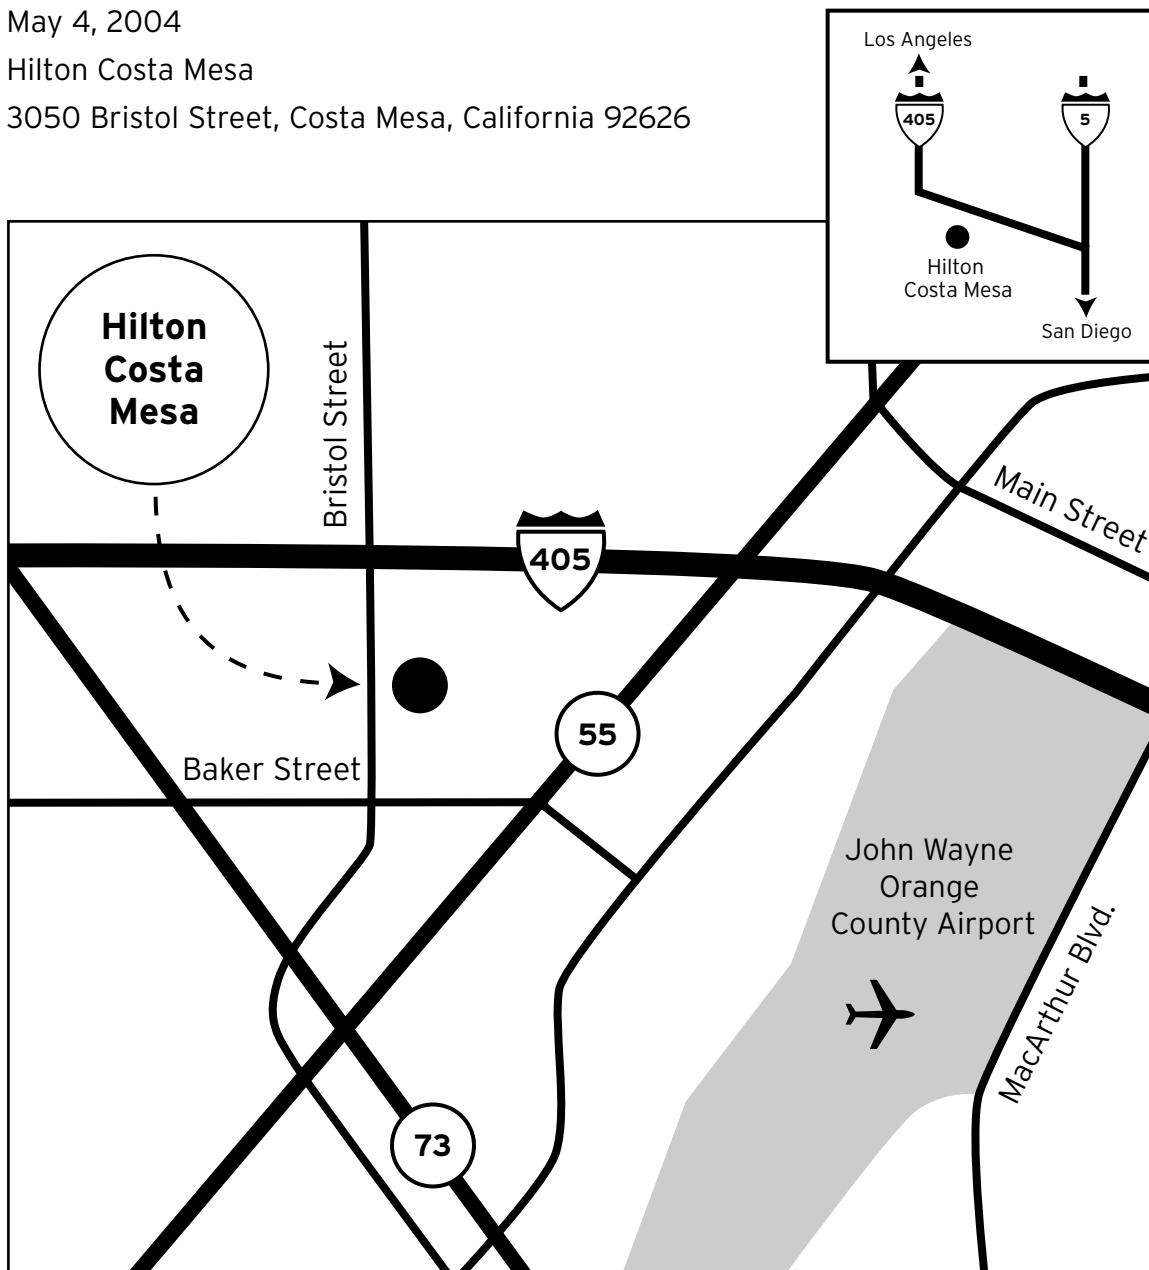 May 4, 2004
Hilton Costa Mesa
3050 Bristol Street, Costa Mesa, California 92626
Los Angeles
405
5
Hilton
Costa Mesa
San Diego
Hilton
Costa
Mesa
Bristol Street
Main Street
405
55
Baker Street
John Wayne
Orange
County Airport
MacArthur Blvd.
73